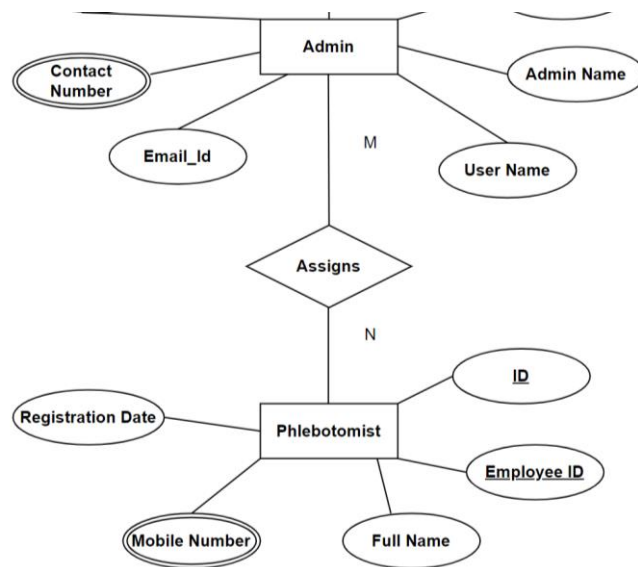 Admin
Contact
Number
Admin Name
Email_Id
M
User Name
Assigns
N
ID
Registration Date
Phlebotomist
Employee ID
Mobile Number
Full Name